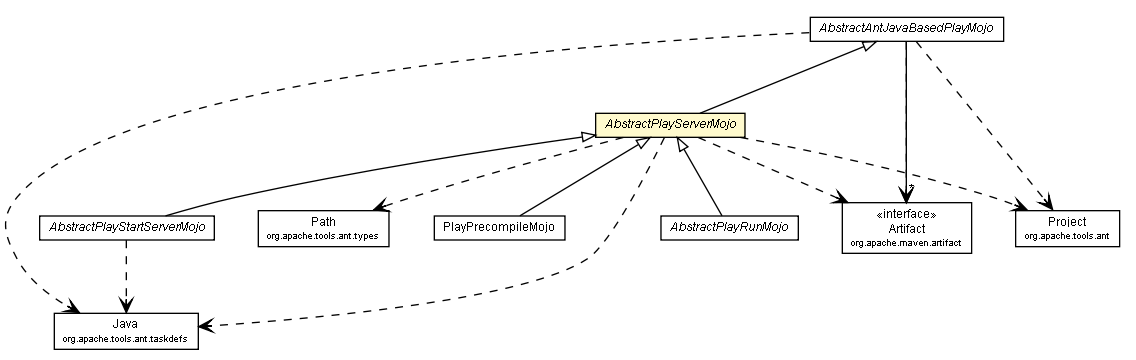 AbstractAntJavaBasedPlayMojo
AbstractPlayServerMojo
*
AbstractPlayStartServerMojo
Path
org.apache.tools.ant.types
PlayPrecompileMojo
AbstractPlayRunMojo
«interface»
Artifact
org.apache.maven.artifact
Project
org.apache.tools.ant
Java
org.apache.tools.ant.taskdefs